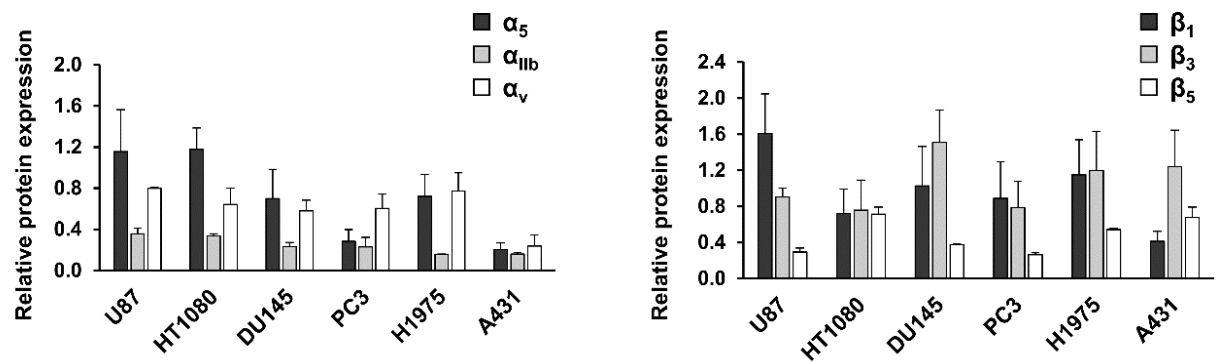 Relative protein expression
2.0
1.6
1.2
0.8
0.4
0.0
α5
αIIb
αv
U87
HT1080
DU145
PC3
H1975
A431
Relative protein expression
2.4
2.0
1.6
1.2
0.8
0.4
0.0
β1
β3
β5
U87
HT1080
DU145
PC3
H1975
A431